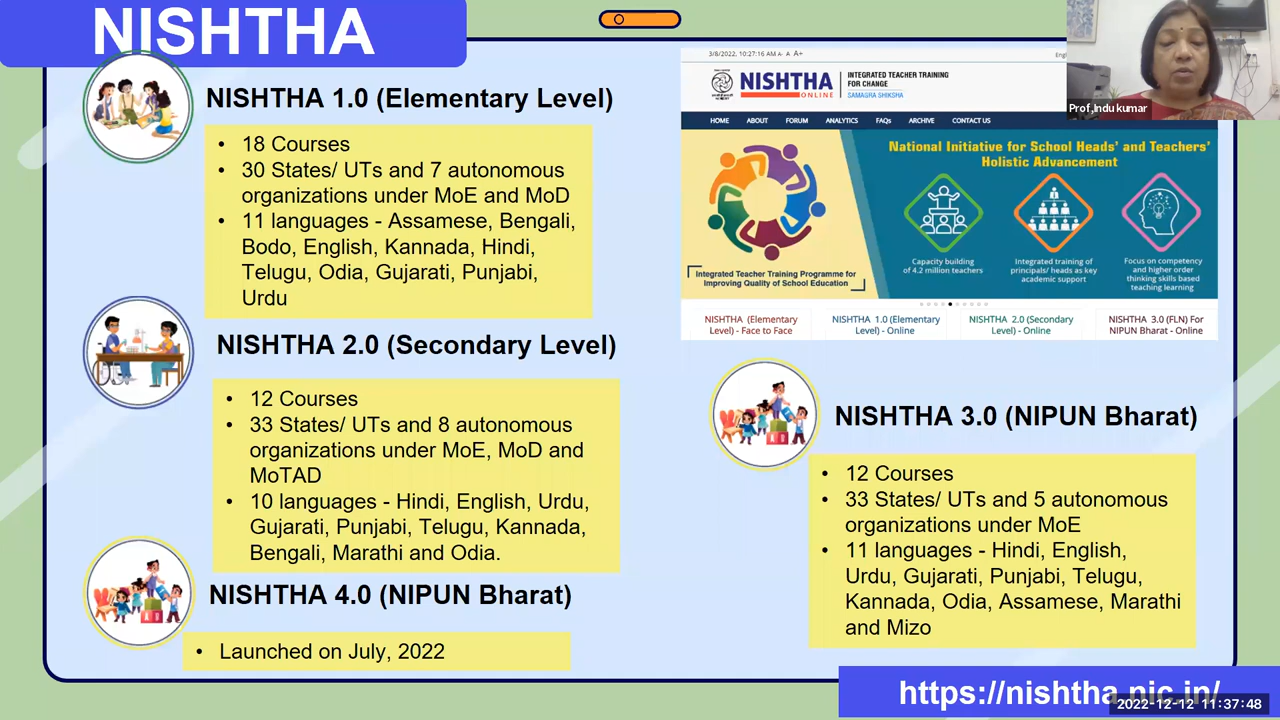 NISHTHA
NISHTHA 1.0 (Elementary Level)
• 18 Courses
• 30 States/ UTs and 7 autonomous
organizations under MoE and MoD
• 11 languages - Assamese, Bengali,
Bodo, English, Kannada, Hindi,
Telugu, Odia, Gujarati, Punjabi,
Urdu
NISHTHA 2.0 (Secondary Level)
• 12 Courses
• 33 States/ UTs and 8 autonomous
organizations under MoE, MoD and
MoTAD
• 10 languages - Hindi, English, Urdu,
Gujarati, Punjabi, Telugu, Kannada,
Bengali, Marathi and Odia.
NISHTHA 4.0 (NIPUN Bharat)
• Launched on July, 2022
3/8/2022, 10:27:16 AM A- A A+
NISHTHA
ONLINE
INTEGRATED TEACHER TRAINING
FOR CHANGE
SAMAGRA SHIKSHA
Prof,Indu kumar
HOME ABOUT FORUM ANALYTICS FAQs ARCHIVE CONTACT US
National Initiative for School Heads' and Teachers'
Holistic Advancement
Integrated Teacher Training Programme for
Improving Quality of School Education
Capacity building
of 4.2 million teachers
Integrated training of
principals/ heads as key
academic support
Focus on competency
and higher order
thinking skills based
teaching learning
NISHTHA (Elementary
Level) - Face to Face
NISHTHA 1.0 (Elementary
Level) - Online
NISHTHA 2.0 (Secondary
Level) - Online
NISHTHA 3.0 (FLN) For
NIPUN Bharat - Online
NISHTHA 3.0 (NIPUN Bharat)
• 12 Courses
• 33 States/ UTs and 5 autonomous
organizations under MoE
• 11 languages - Hindi, English,
Urdu, Gujarati, Punjabi, Telugu,
Kannada, Odia, Assamese, Marathi
and Mizo
https://nishtha.nic.in/
2022-12-12 11:37:48